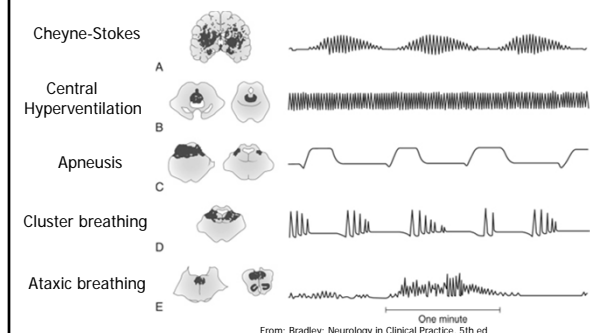 Cheyne-Stokes
A
Central
Hyperventilation
B
Apneusis
C
Cluster breathing
D
Ataxic breathing
E
One minute
From: Bradley: Neurology in Clinical Practice, 5th ed.